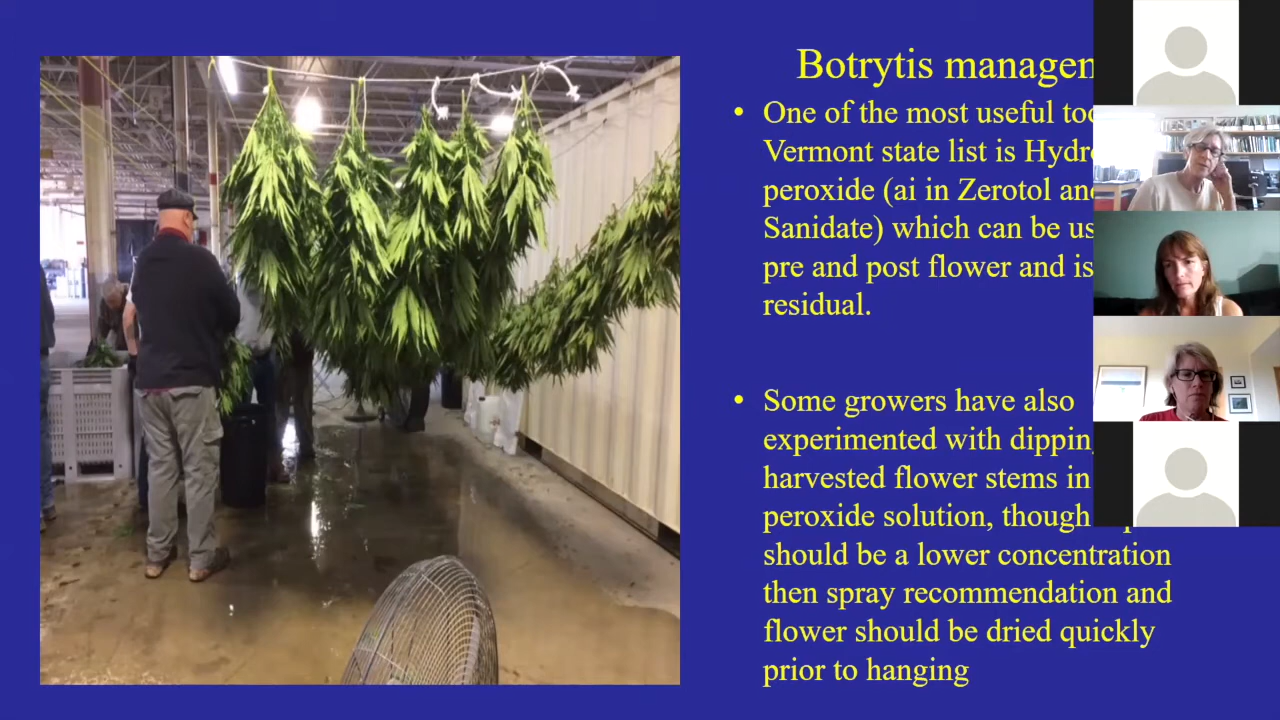 Botrytis managem
• One of the most useful too
Vermont state list is Hydr
peroxide (ai in Zerotol and
Sanidate) which can be us
pre and post flower and is
residual.
• Some growers have also
experimented with dippin
harvested flower stems in
peroxide solution, though
should be a lower concentration
then spray recommendation and
flower should be dried quickly
prior to hanging